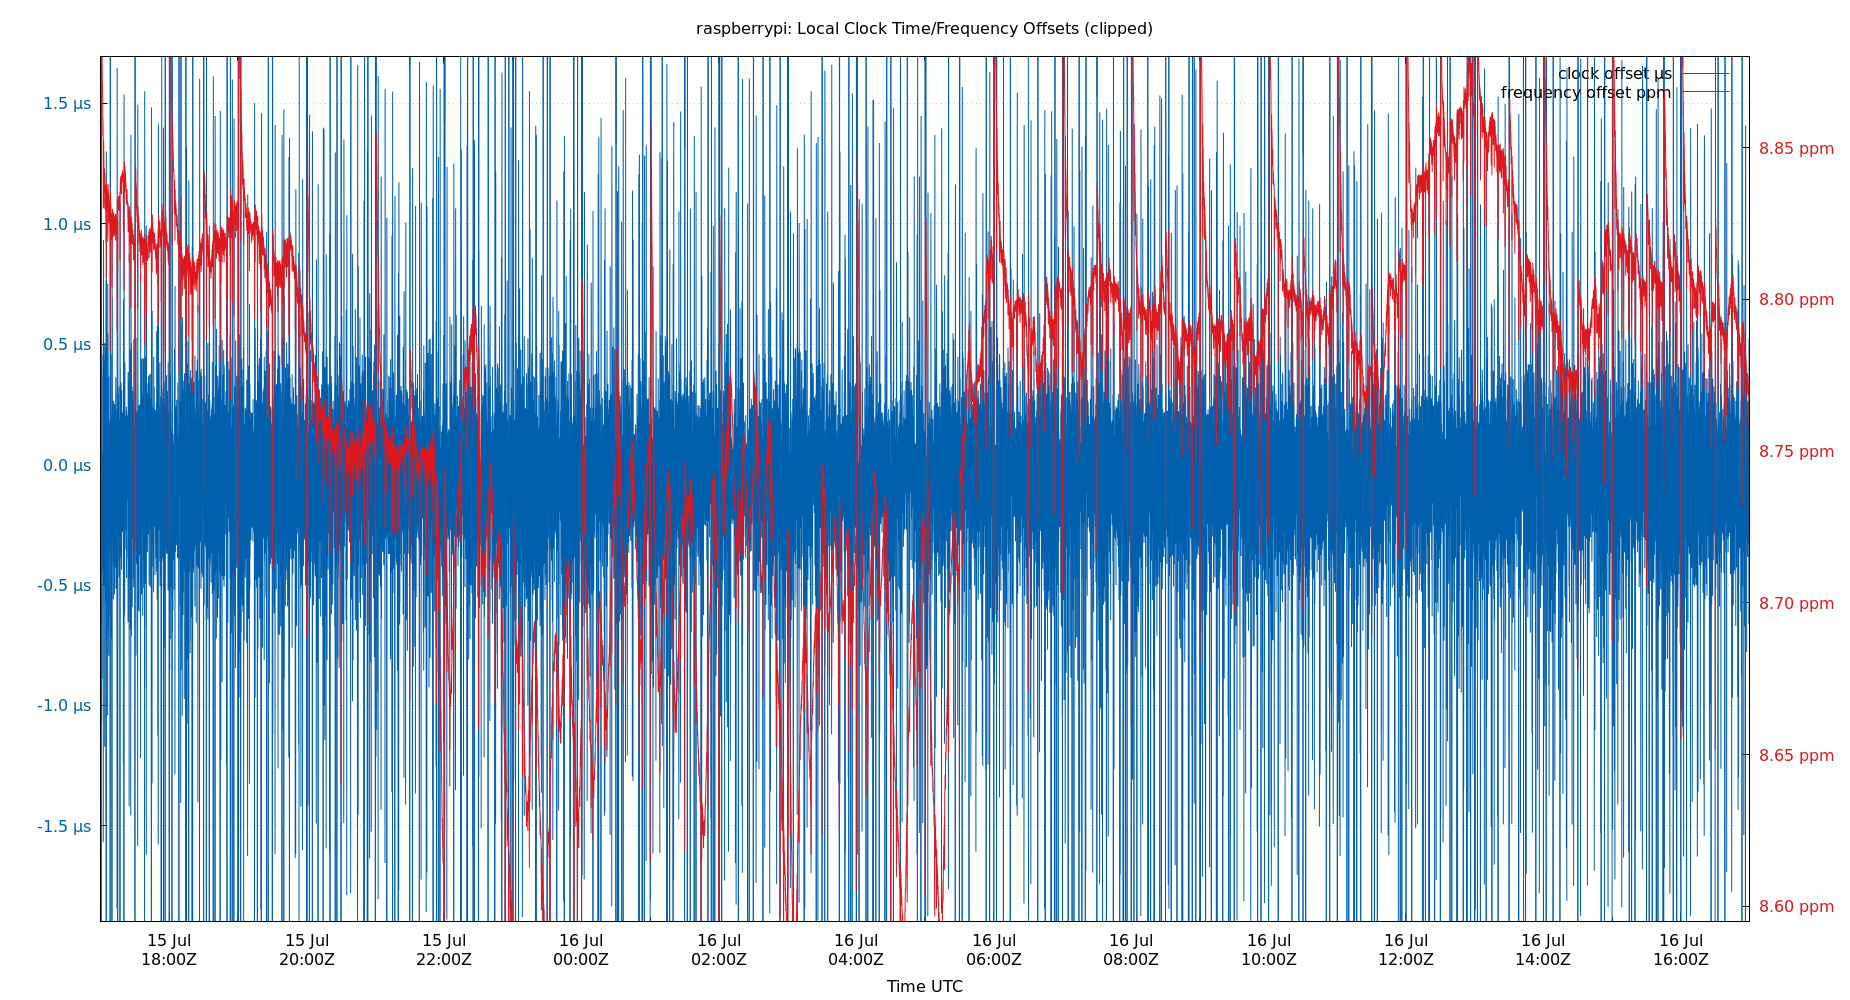 raspberrypi: Local Clock Time/Frequency Offsets (clipped)
clock offset µs
frequency offset ppm
1.5 µs
1.0 µs
0.5 µs
0.0 µs
-0.5 µs
-1.0 µs
-1.5 µs
8.85 ppm
8.80 ppm
8.75 ppm
8.70 ppm
8.65 ppm
8.60 ppm
15 Jul
18:00Z
15 Jul
20:00Z
15 Jul
22:00Z
16 Jul
00:00Z
16 Jul
02:00Z
16 Jul
04:00Z
16 Jul
06:00Z
16 Jul
08:00Z
16 Jul
10:00Z
16 Jul
12:00Z
16 Jul
14:00Z
16 Jul
16:00Z
Time UTC